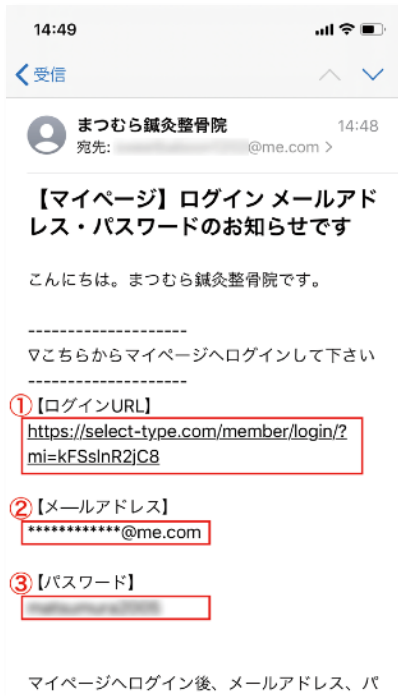 14:49
受信
まつむら鍼灸整骨院
14:48
宛先: @me.com
【マイページ】ログイン メールアド
レス・パスワードのお知らせです
こんにちは。まつむら鍼灸整骨院です。
--------------------
▽こちらからマイページへログインして下さい
--------------------
①【ログインURL】
https://select-type.com/member/login/?
mi=kFSslnR2jC8
②【メ―ルアドレス】
************@me.com
③【パスワード】
マイページへログイン後、メールアドレス、パ